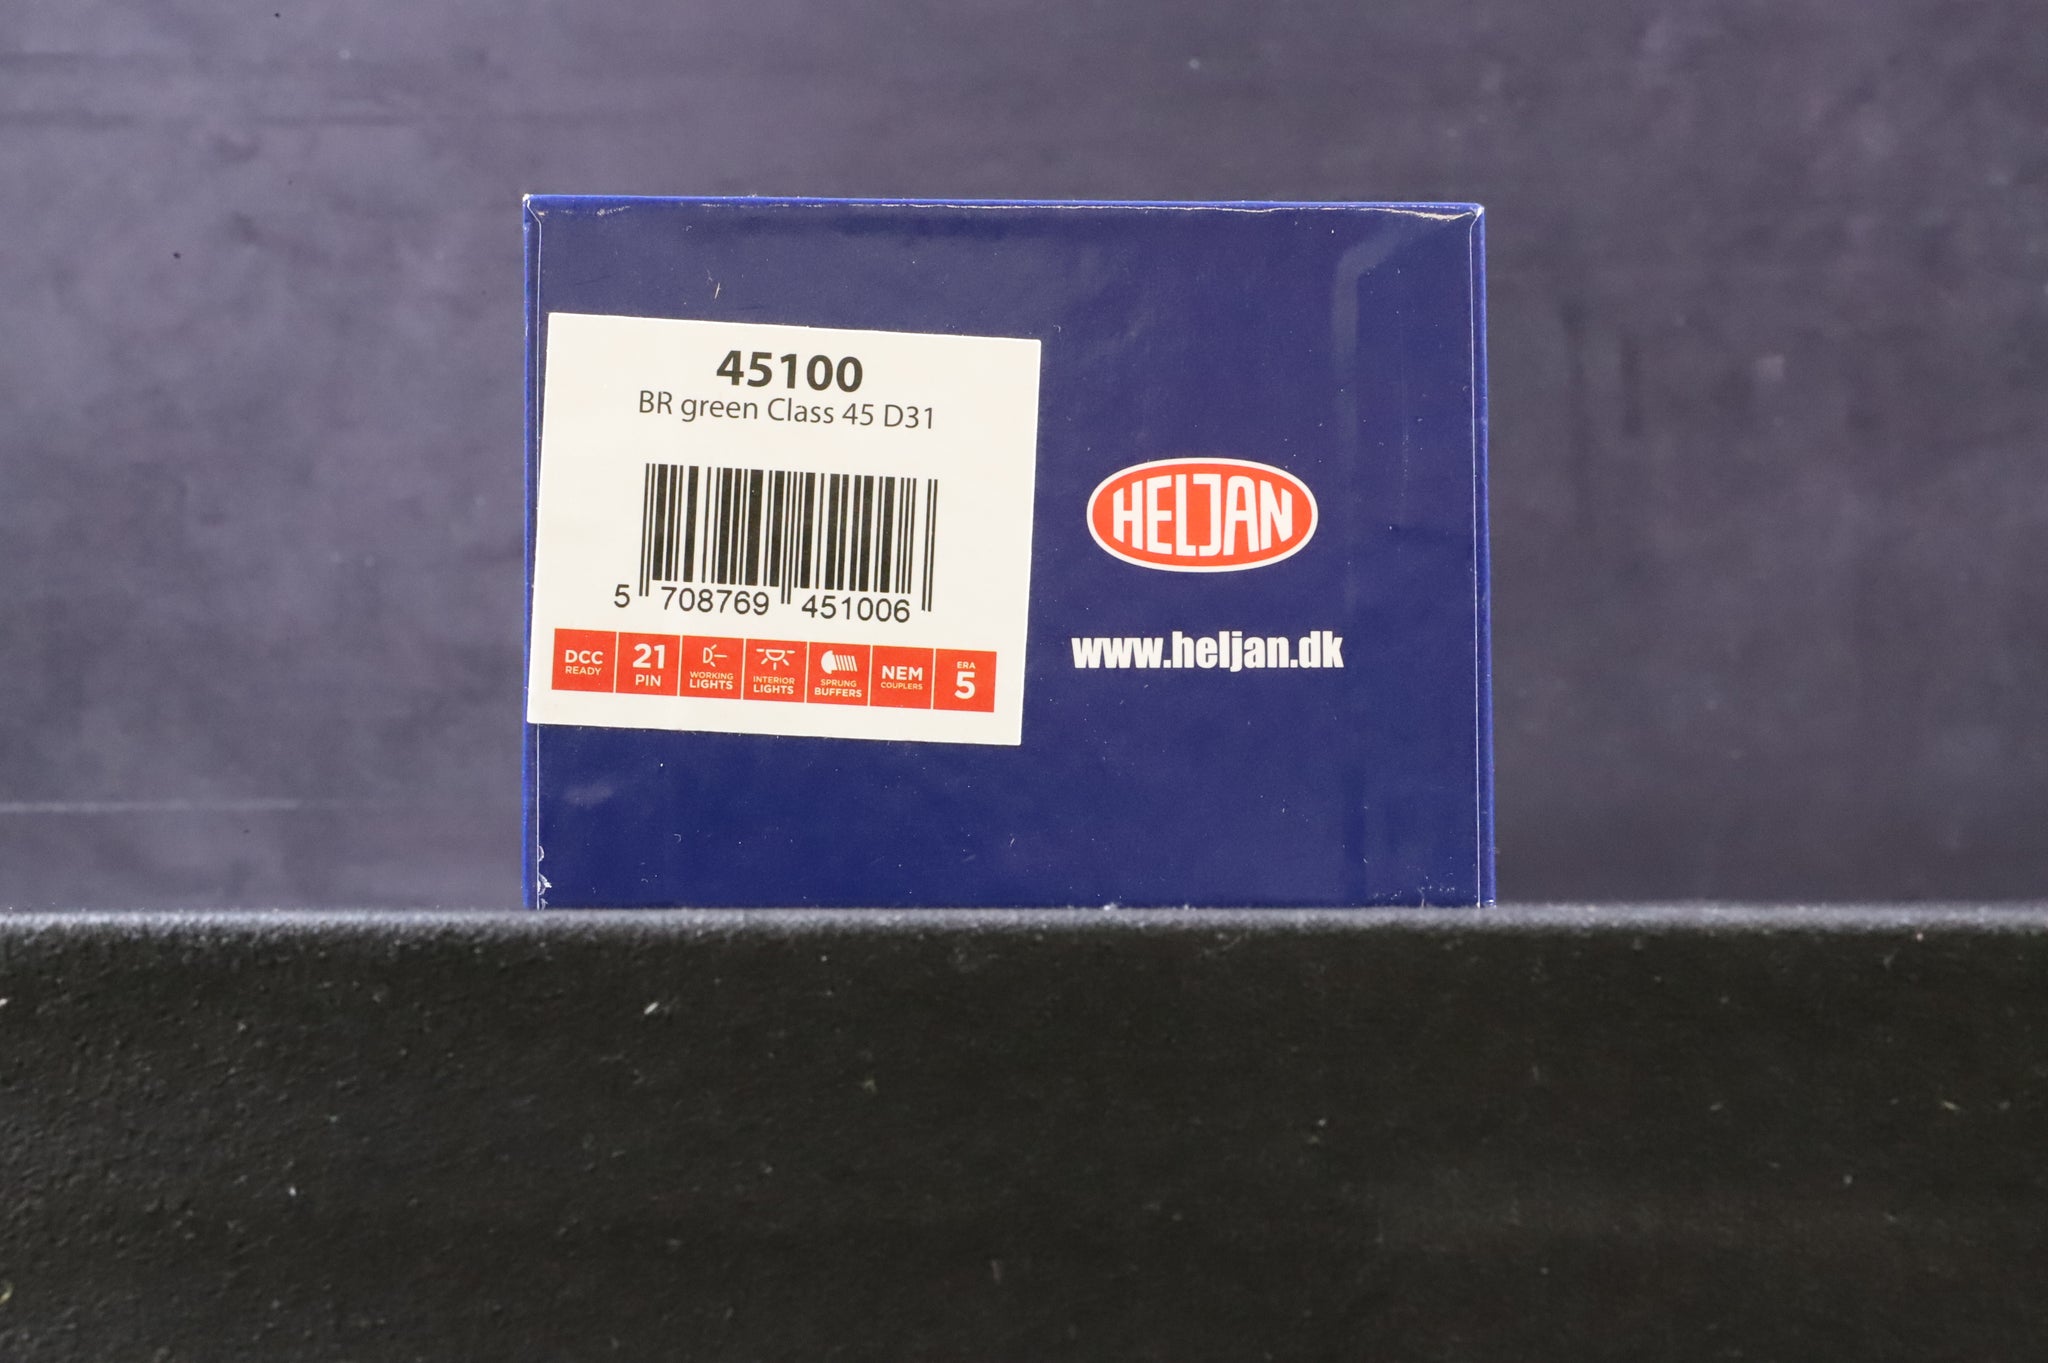 45100
BR green Class 45 D31
5 708769 451006
DCC READY
21 PIN
WORKING LIGHTS
INTERIOR LIGHTS
SPRUNG BUFFERS
NEM COUPLERS
ERA 5
HELJAN
www.heljan.dk